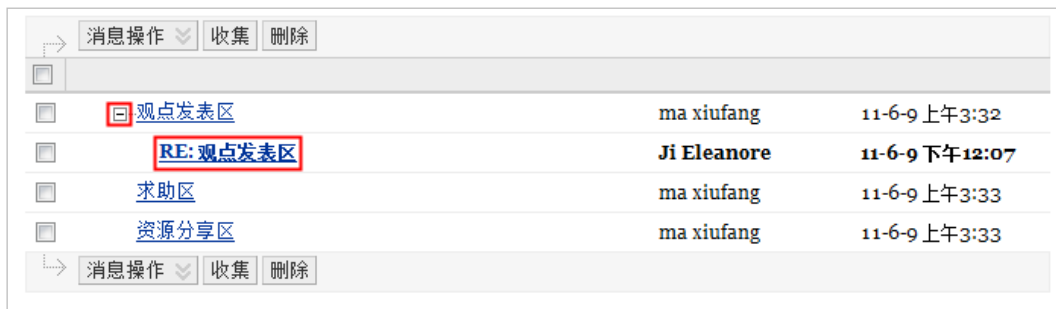 消息操作 收集 删除
观点发表区 ma xiufang 11-6-9 上午3:32
RE: 观点发表区 Ji Eleanore 11-6-9 下午12:07
求助区 ma xiufang 11-6-9 上午3:33
资源分享区 ma xiufang 11-6-9 上午3:33
消息操作 收集 删除